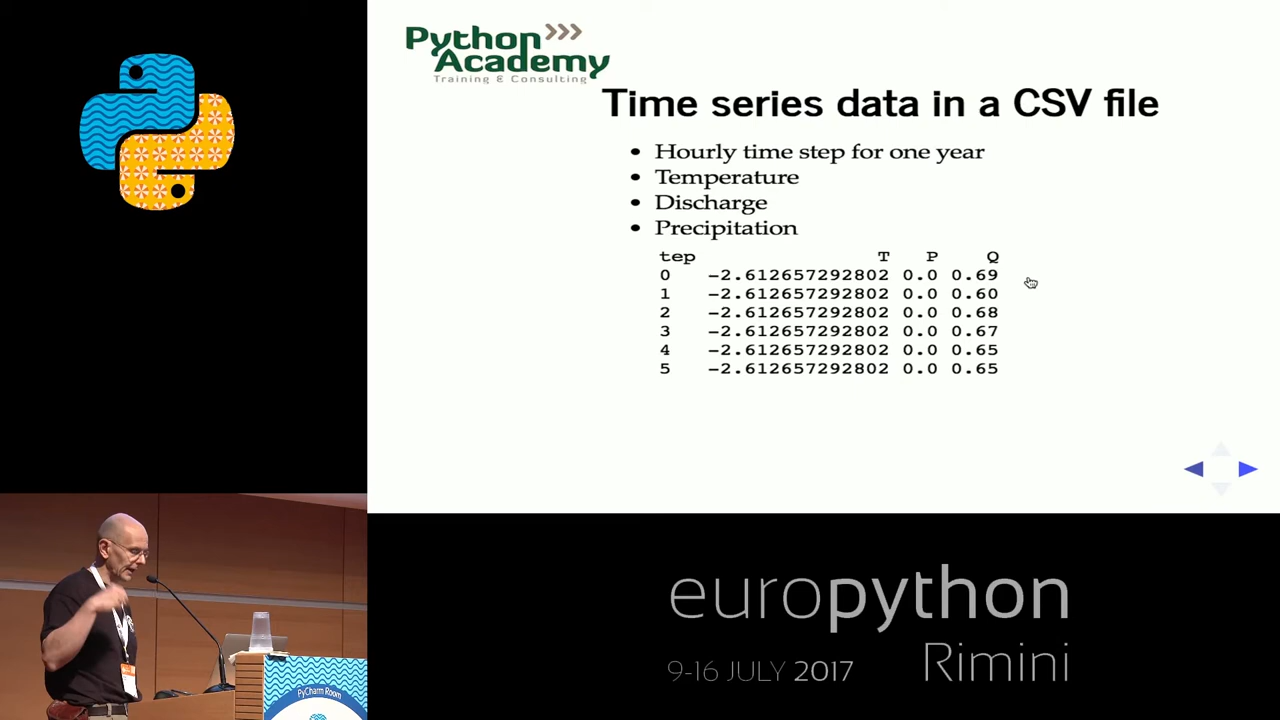 Python
Academy
Training & Consulting
Time series data in a CSV file
• Hourly time step for one year
• Temperature
• Discharge
• Precipitation
tep T P Q
0 -2.612657292802 0.0 0.69
1 -2.612657292802 0.0 0.60
2 -2.612657292802 0.0 0.68
3 -2.612657292802 0.0 0.67
4 -2.612657292802 0.0 0.65
5 -2.612657292802 0.0 0.65
PyCharm Room
europython
Rimini
9-16 JULY 2017